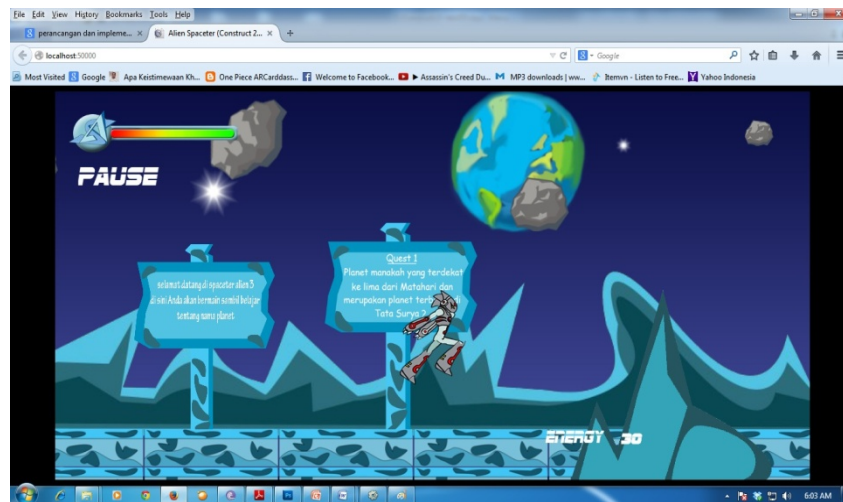 File Edit View History Bookmarks Tools Help
perancangan dan impleme... × Alien Spaceter (Construct 2... × +
localhost:50000 Google
Most Visited Google Apa Keistimewaan Kh... One Piece ARCarddass... Welcome to Facebook... ► Assassin's Creed Du... MP3 downloads | ww... Itemvn - Listen to Free... Yahoo Indonesia
PAUSE
selamat datang di spaceter alien 3
di sini Anda akan bermain sambil belajar
tentang nama planet
Quest 1
Planet manakah yang terdekat
ke lima dari Matahari dan
merupakan planet di
Tata Surya ?
ENERGY 30
6:03 AM